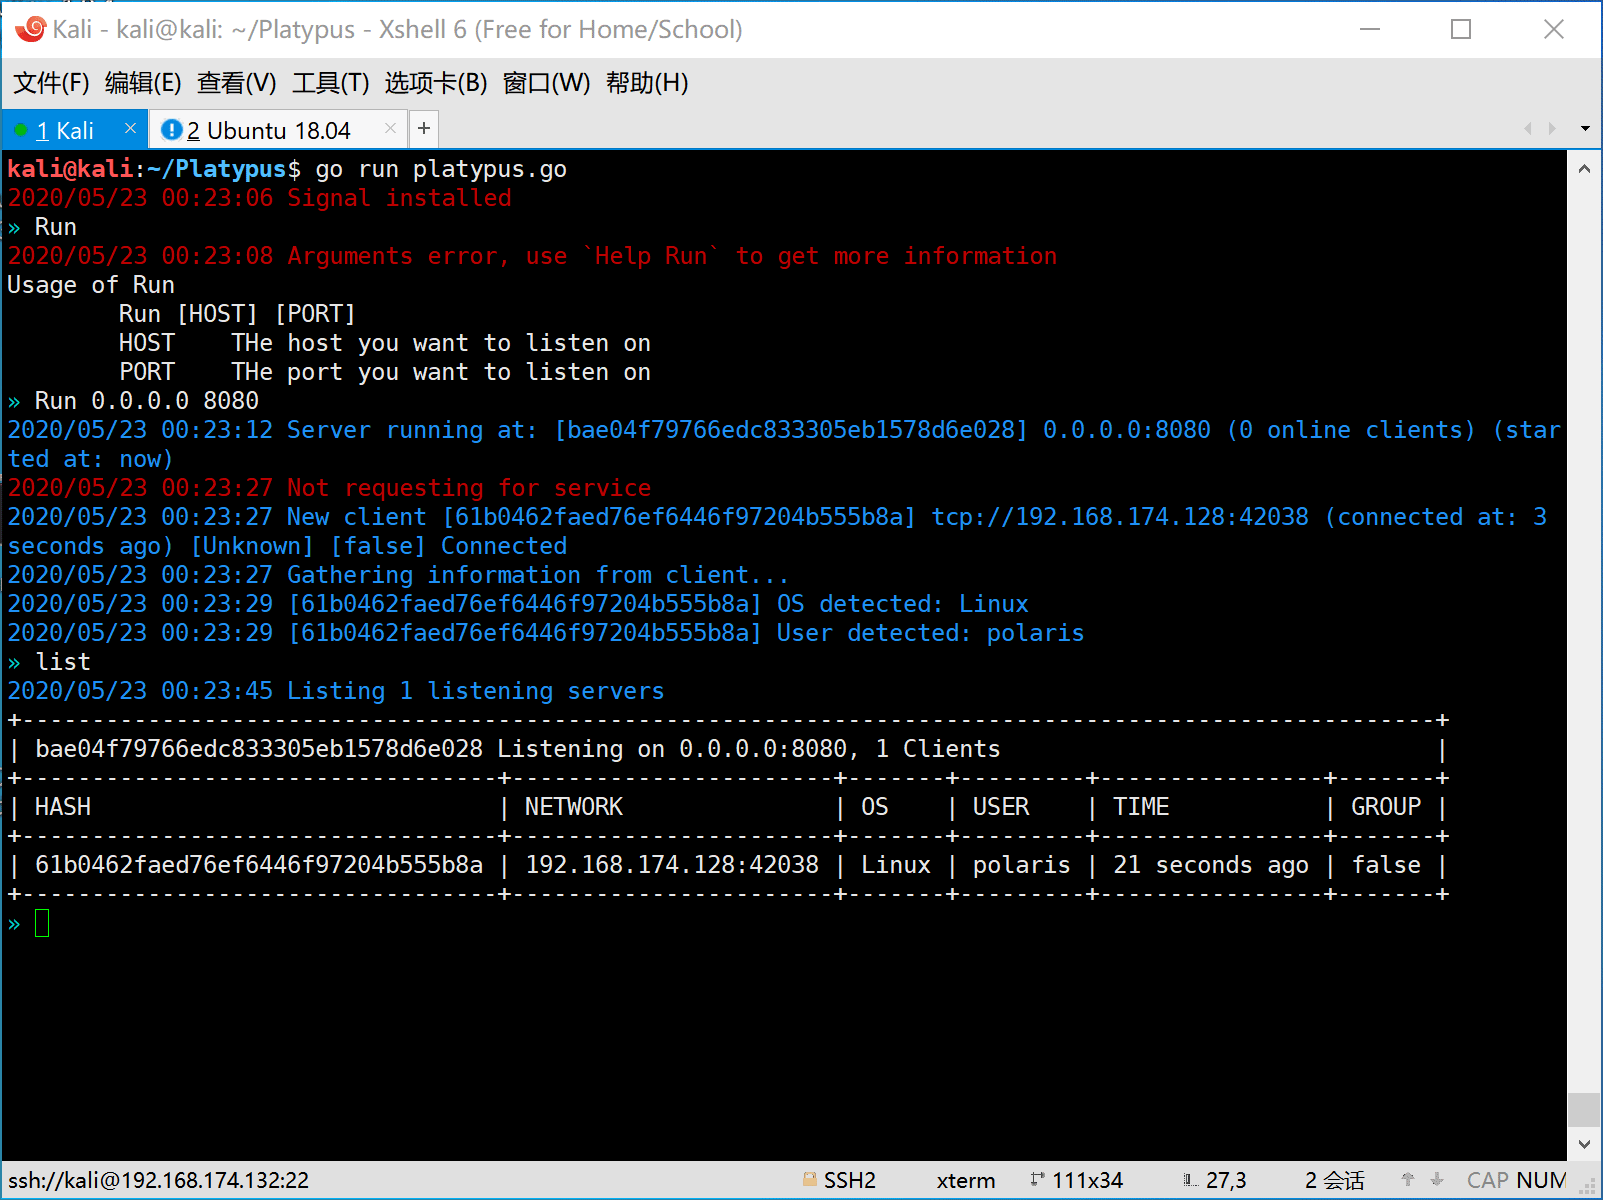 Kali - kali@kali: ~/Platypus - Xshell 6 (Free for Home/School)
文件(F) 编辑(E) 查看(V) 工具(T) 选项卡(B) 窗口(W) 帮助(H)
1 Kali × 2 Ubuntu 18.04 × +
kali@kali:~/Platypus$ go run platypus.go
2020/05/23 00:23:06 Signal installed
» Run
2020/05/23 00:23:08 Arguments error, use `Help Run` to get more information
Usage of Run
Run [HOST] [PORT]
HOST THe host you want to listen on
PORT THe port you want to listen on
» Run 0.0.0.0 8080
2020/05/23 00:23:12 Server running at: [bae04f79766edc833305eb1578d6e028] 0.0.0.0:8080 (0 online clients) (star
ted at: now)
2020/05/23 00:23:27 Not requesting for service
2020/05/23 00:23:27 New client [61b0462faed76ef6446f97204b555b8a] tcp://192.168.174.128:42038 (connected at: 3
seconds ago) [Unknown] [false] Connected
2020/05/23 00:23:27 Gathering information from client...
2020/05/23 00:23:29 [61b0462faed76ef6446f97204b555b8a] OS detected: Linux
2020/05/23 00:23:29 [61b0462faed76ef6446f97204b555b8a] User detected: polaris
» list
2020/05/23 00:23:45 Listing 1 listening servers
+-----------------------------------------------------------------------------------------------------+
| bae04f79766edc833305eb1578d6e028 Listening on 0.0.0.0:8080, 1 Clients |
+----------------------------------+-----------------------+-------+---------+----------------+-------+
| HASH | NETWORK | OS | USER | TIME | GROUP |
+----------------------------------+-----------------------+-------+---------+----------------+-------+
| 61b0462faed76ef6446f97204b555b8a | 192.168.174.128:42038 | Linux | polaris | 21 seconds ago | false |
+----------------------------------+-----------------------+-------+---------+----------------+-------+
»
ssh://kali@192.168.174.132:22 SSH2 xterm 111x34 27,3 2 会话 CAP NUM